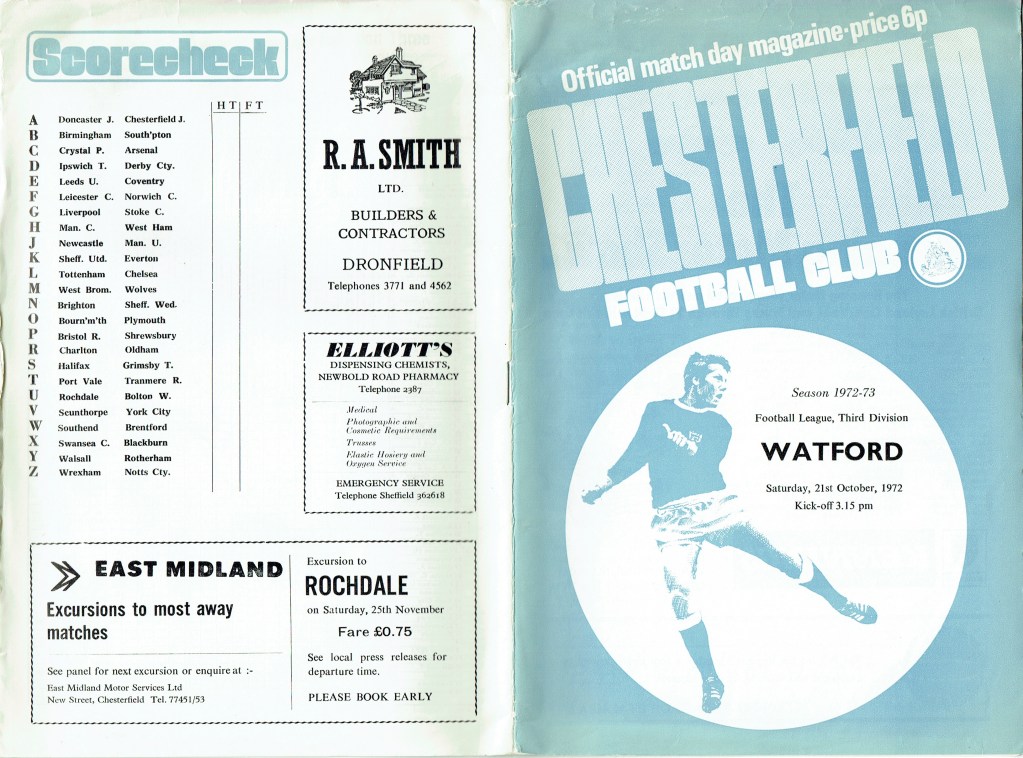 Scorecheck
HT FT
A Doncaster J. Chesterfield J.
B Birmingham South'pton
C Crystal P. Arsenal
D Ipswich T. Derby Cty.
E Leeds U. Coventry
F Leicester C. Norwich C.
G Liverpool Stoke C.
H Man. C. West Ham
J Newcastle Man. U.
K Sheff. Utd. Everton
L Tottenham Chelsea
M West Brom. Wolves
N Brighton Sheff. Wed.
O Bourn'm'th Plymouth
P Bristol R. Shrewsbury
R Charlton Oldham
S Halifax Grimsby T.
T Port Vale Tranmere R.
U Rochdale Bolton W.
V Scunthorpe York City
W Southend Brentford
X Swansea C. Blackburn
Y Walsall Rotherham
Z Wrexham Notts Cty.
R. A. SMITH
LTD.
BUILDERS &
CONTRACTORS
DRONFIELD
Telephones 3771 and 4562
ELLIOTT'S
DISPENSING CHEMISTS,
NEWBOLD ROAD PHARMACY
Telephone 2387
Medical
Photographic and
Cosmetic Requirements
Trusses
Elastic Hosiery and
Oxygen Service
EMERGENCY SERVICE
Telephone Sheffield 362618
EAST MIDLAND
Excursions to most away
matches
See panel for next excursion or enquire at :-
East Midland Motor Services Ltd
New Street, Chesterfield Tel. 77451/53
Excursion to
ROCHDALE
on Saturday, 25th November
Fare £0.75
See local press releases for
departure time.
PLEASE BOOK EARLY
Official match day magazine·price 6p
CHESTERFIELD
FOOTBALL CLUB
Season 1972-73
Football League, Third Division
WATFORD
Saturday, 21st October, 1972
Kick-off 3.15 pm